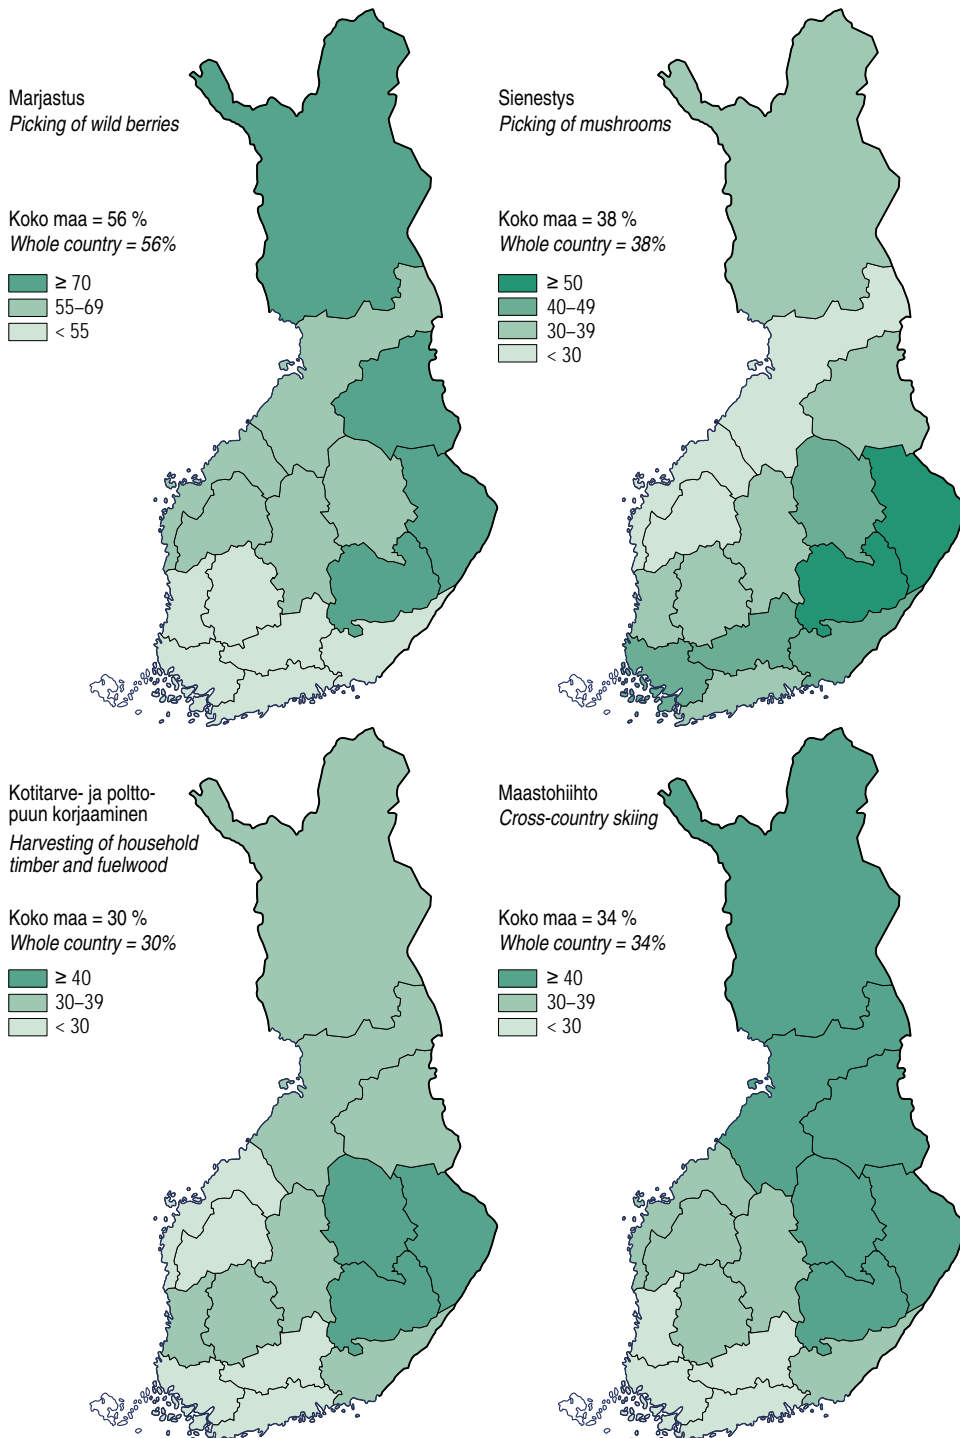 Marjastus
Picking of wild berries
Koko maa = 56 %
Whole country = 56%
≥ 70
55–69
< 55
Sienestys
Picking of mushrooms
Koko maa = 38 %
Whole country = 38%
≥ 50
40–49
30–39
< 30
Kotitarve- ja poltto-
puun korjaaminen
Harvesting of household
timber and fuelwood
Koko maa = 30 %
Whole country = 30%
≥ 40
30–39
< 30
Maastohiihto
Cross-country skiing
Koko maa = 34 %
Whole country = 34%
≥ 40
30–39
< 30